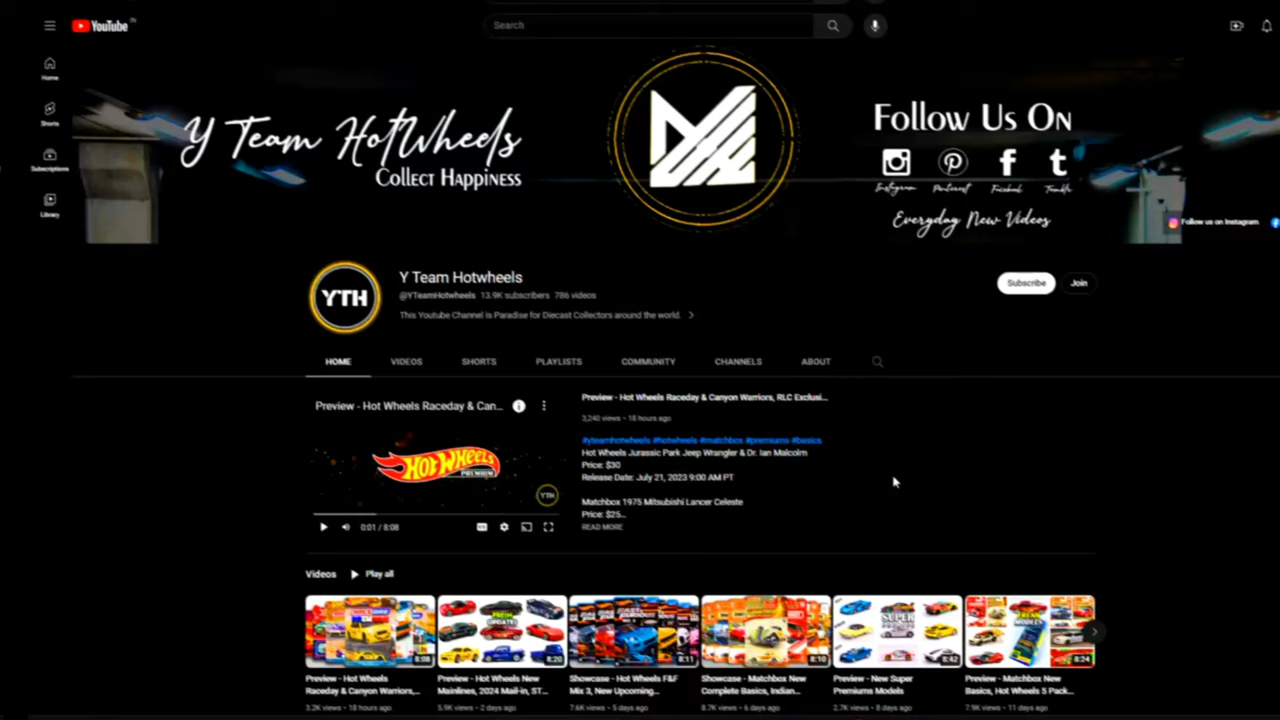 YouTube
IN
Search
Home
Shorts
Subscriptions
Library
Y Team HotWheels
Collect Happiness
Follow Us On
Instagram
Pinterest
Facebook
Tumblr
Everyday New Videos
Follow us on Instagram
YTH
Y Team Hotwheels
@YTeamHotwheels 13.9K subscribers 786 videos
This Youtube Channel is Paradise for Diecast Collectors around the world.
Subscribe
Join
HOME VIDEOS SHORTS PLAYLISTS COMMUNITY CHANNELS ABOUT
Preview - Hot Wheels Raceday & Can...
HOT WHEELS
PREMIUM
YTH
0:01 / 8:08
Preview - Hot Wheels Raceday & Canyon Warriors, RLC Exclusi...
3,240 views • 18 hours ago
#yteamhotwheels #hotwheels #matchbox #premiums #basics
Hot Wheels Jurassic Park Jeep Wrangler & Dr. Ian Malcolm
Price: $30
Release Date: July 21, 2023 9:00 AM PT
Matchbox 1975 Mitsubishi Lancer Celeste
Price: $25...
READ MORE
Videos Play all
8:08
8:20
8:11
8:10
SUPER
8:42
8:24
Preview - Hot Wheels
Raceday & Canyon Warriors,...
3.2K views • 18 hours ago
Preview - Hot Wheels New
Mainlines, 2024 Mail-in, ST...
5.9K views • 2 days ago
Showcase - Hot Wheels F&F
Mix 3, New Upcoming...
7.6K views • 5 days ago
Showcase - Matchbox New
Complete Basics, Indian...
8.7K views • 6 days ago
Preview - New Super
Premiums Models
2.7K views • 8 days ago
Preview - Matchbox New
Basics, Hot Wheels 5 Pack...
7.9K views • 11 days ago